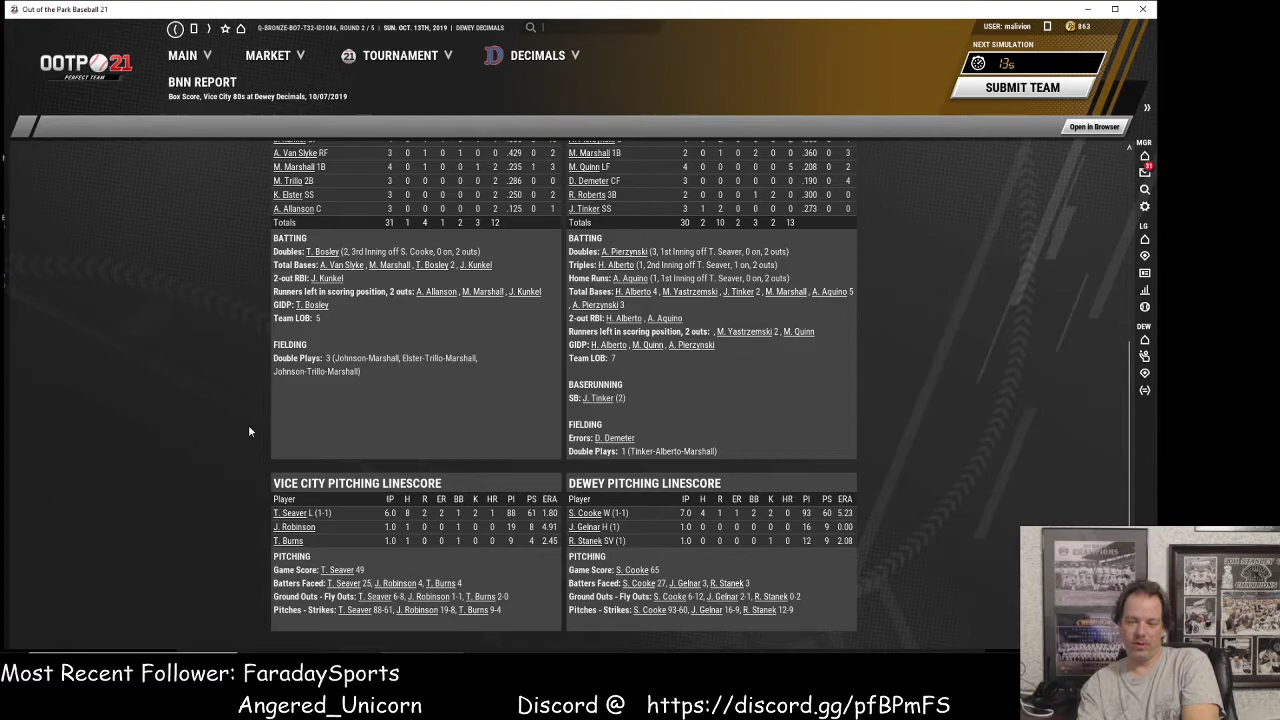 Out of the Park Baseball 21
Q-BRONZE-BO7-T32-ID1086, ROUND 2 / 5 SUN. OCT. 13TH, 2019 DEWEY DECIMALS
USER: malivion 863
OOTP 21
PERFECT TEAM
MAIN MARKET TOURNAMENT DECIMALS
NEXT SIMULATION
13s
SUBMIT TEAM
BNN REPORT
Box Score, Vice City 80s at Dewey Decimals, 10/07/2019
Open in Browser
A. Van Slyke RF 3 0 1 0 1 0 0 .429 0 2
M. Marshall 1B 4 0 1 0 0 1 2 .235 1 3
M. Trillo 2B 3 0 0 0 0 0 0 .286 0 0
K. Elster SS 3 0 0 0 0 0 2 .250 0 2
A. Allanson C 3 0 0 0 0 0 2 .125 0 1
Totals 31 1 4 1 2 3 12
M. Marshall 1B 2 0 1 0 2 0 0 .360 0 3
M. Quinn LF 4 0 0 0 0 0 5 .208 0 2
D. Demeter CF 3 0 0 0 0 0 0 .190 0 4
R. Roberts 3B 2 0 0 0 1 2 0 .300 0 0
J. Tinker SS 3 1 2 0 0 0 0 .273 0 0
Totals 30 2 10 2 3 2 13
BATTING
Doubles: T. Bosley (2, 3rd Inning off S. Cooke, 0 on, 2 outs)
Total Bases: A. Van Slyke , M. Marshall , T. Bosley 2 , J. Kunkel
2-out RBI: J. Kunkel
Runners left in scoring position, 2 outs: A. Allanson , M. Marshall , J. Kunkel
GIDP: T. Bosley
Team LOB: 5
FIELDING
Double Plays: 3 (Johnson-Marshall, Elster-Trillo-Marshall,
Johnson-Trillo-Marshall)
BATTING
Doubles: A. Pierzynski (3, 1st Inning off T. Seaver, 0 on, 2 outs)
Triples: H. Alberto (1, 2nd Inning off T. Seaver, 1 on, 2 outs)
Home Runs: A. Aquino (1, 1st Inning off T. Seaver, 0 on, 2 outs)
Total Bases: H. Alberto 4 , M. Yastrzemski , J. Tinker 2 , M. Marshall , A. Aquino 5
, A. Pierzynski 3
2-out RBI: H. Alberto , A. Aquino
Runners left in scoring position, 2 outs: , M. Yastrzemski 2 , M. Quinn
GIDP: H. Alberto , M. Quinn , A. Pierzynski
Team LOB: 7
BASERUNNING
SB: J. Tinker (2)
FIELDING
Errors: D. Demeter
Double Plays: 1 (Tinker-Alberto-Marshall)
VICE CITY PITCHING LINESCORE
Player IP H R ER BB K HR PI PS ERA
T. Seaver L (1-1) 6.0 8 2 2 1 2 1 88 61 1.80
J. Robinson 1.0 1 0 0 1 0 0 19 8 4.91
T. Burns 1.0 1 0 0 1 0 0 9 4 2.45
PITCHING
Game Score: T. Seaver 49
Batters Faced: T. Seaver 25, J. Robinson 4, T. Burns 4
Ground Outs - Fly Outs: T. Seaver 6-8, J. Robinson 1-1, T. Burns 2-0
Pitches - Strikes: T. Seaver 88-61, J. Robinson 19-8, T. Burns 9-4
DEWEY PITCHING LINESCORE
Player IP H R ER BB K HR PI PS ERA
S. Cooke W (1-1) 7.0 4 1 1 2 2 0 93 60 5.23
J. Gelnar H (1) 1.0 0 0 0 0 0 0 16 9 0.00
R. Stanek SV (1) 1.0 0 0 0 0 1 0 12 9 2.08
PITCHING
Game Score: S. Cooke 65
Batters Faced: S. Cooke 27, J. Gelnar 3, R. Stanek 3
Ground Outs - Fly Outs: S. Cooke 6-12, J. Gelnar 2-1, R. Stanek 0-2
Pitches - Strikes: S. Cooke 93-60, J. Gelnar 16-9, R. Stanek 12-9
MGR
31
LG
DEW
Most Recent Follower: FaradaySports
Angered_Unicorn Discord @ https://discord.gg/pfBPmFS